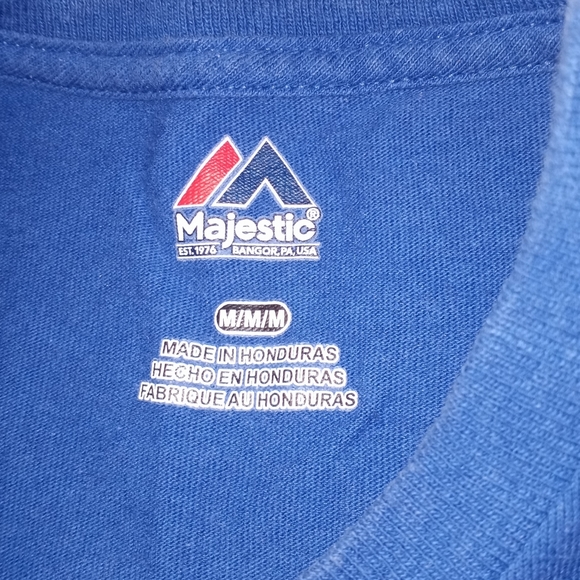 Majestic®
EST. 1976 BANGOR, PA, USA
M/M/M
MADE IN HONDURAS
HECHO EN HONDURAS
FABRIQUE AU HONDURAS